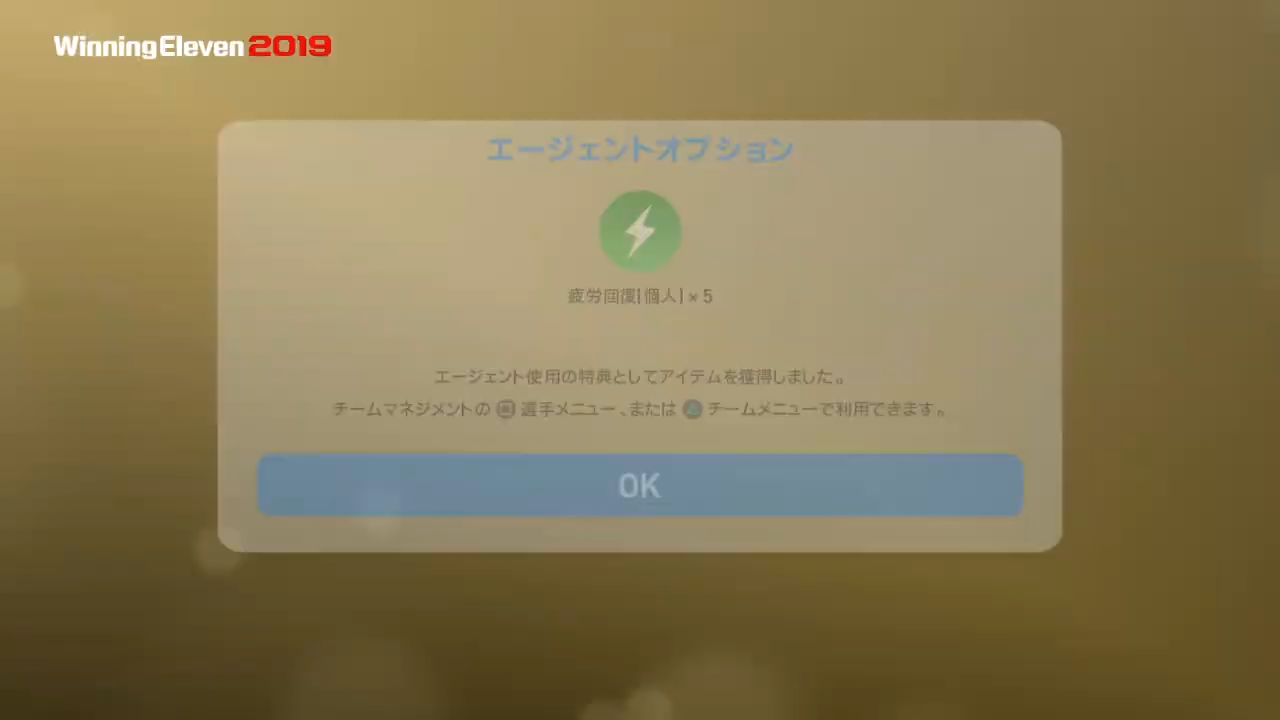 WinningEleven 2019
エージェントオプション
疲労回復[個人] × 5
エージェント使用の特典としてアイテムを獲得しました。
チームマネジメントの 選手メニュー、または チームメニューで利用できます。
OK